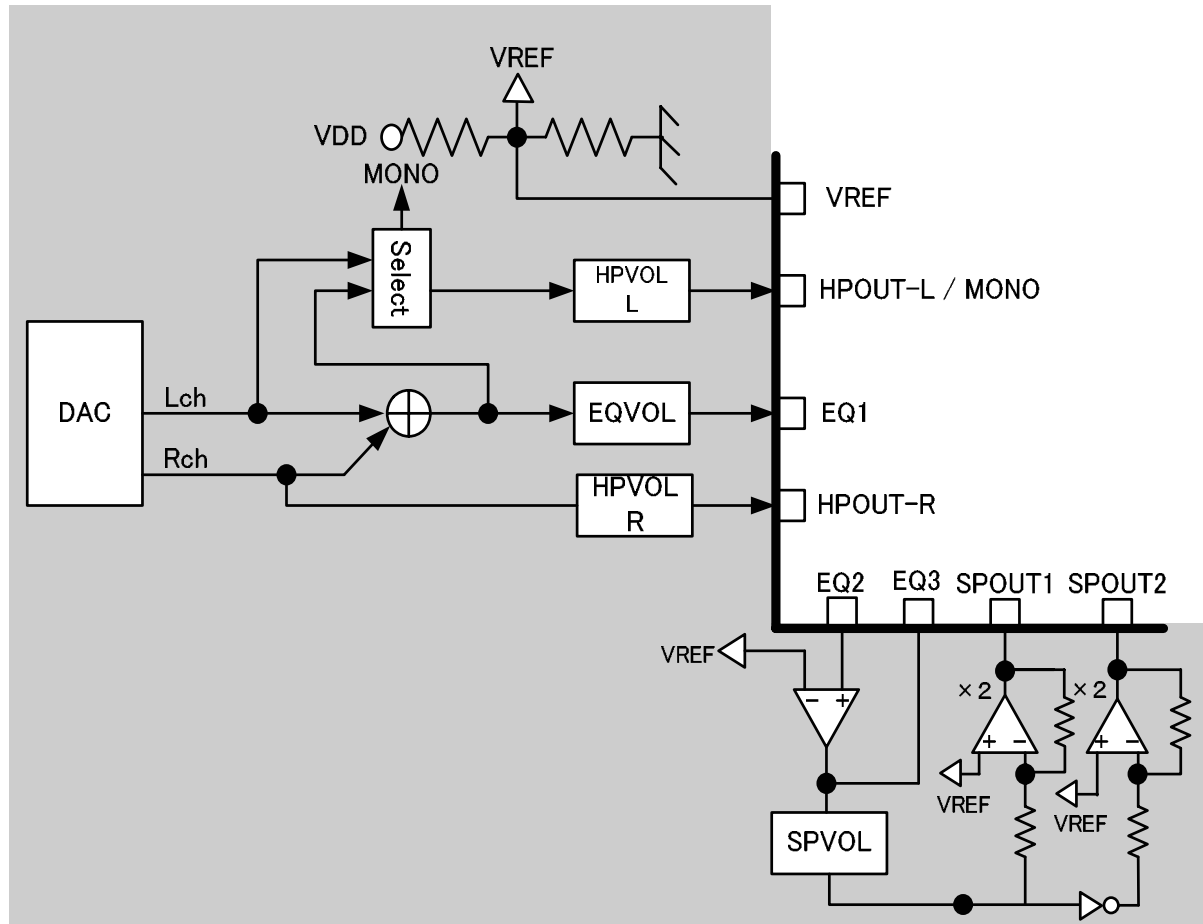 VREF
VDD
MONO
VREF
Select
HPVOL
L
HPOUT-L / MONO
DAC
Lch
EQVOL
EQ1
Rch
HPVOL
R
HPOUT-R
EQ2
EQ3
SPOUT1
SPOUT2
VREF
- +
×2
×2
+ -
+ -
VREF
VREF
SPVOL